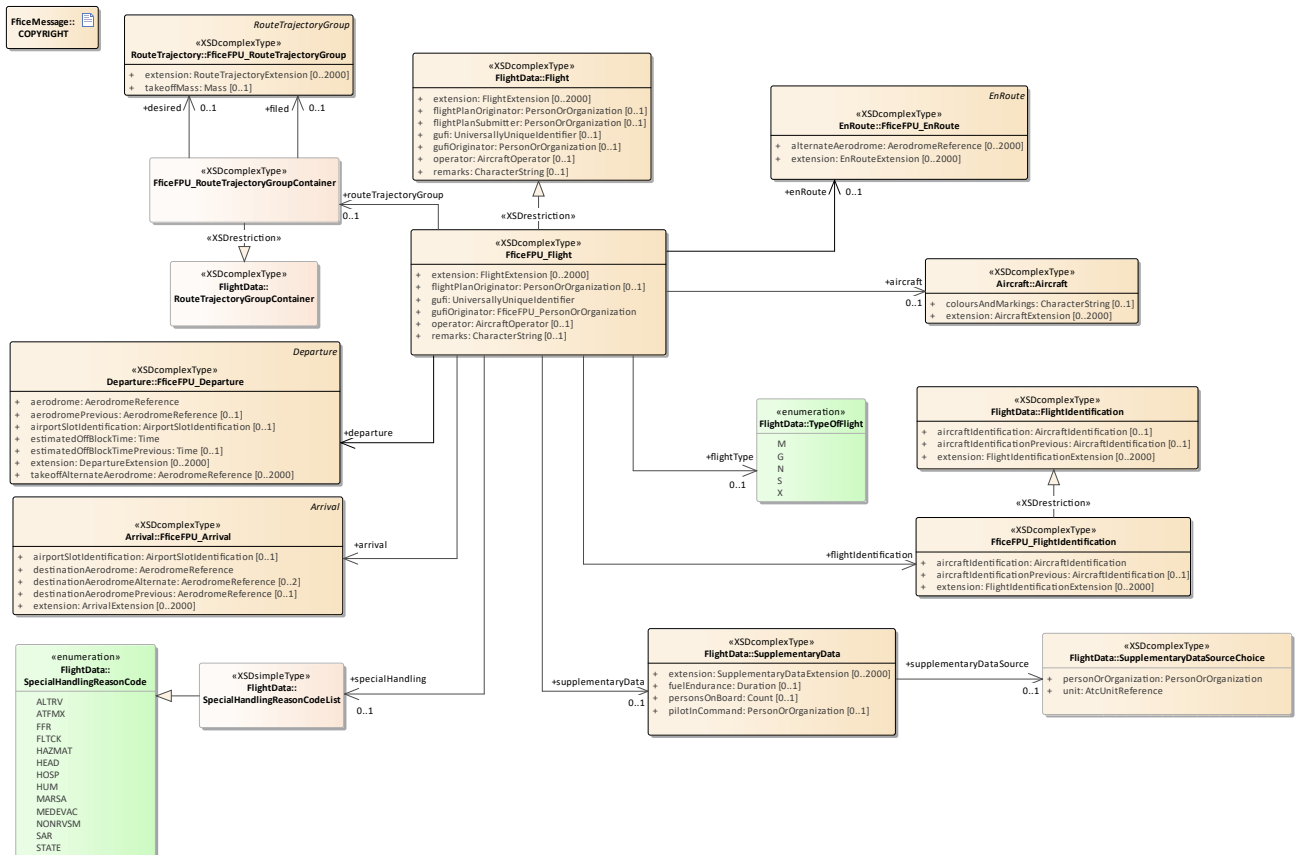 FficeMessage::
COPYRIGHT
RouteTrajectoryGroup
«XSDcomplexType»
RouteTrajectory::FficeFPU_RouteTrajectoryGroup
+ extension: RouteTrajectoryExtension [0..2000]
+ takeoffMass: Mass [0..1]
+desired 0..1
+filed 0..1
«XSDcomplexType»
FficeFPU_RouteTrajectoryGroupContainer
«XSDrestriction»
«XSDcomplexType»
FlightData::
RouteTrajectoryGroupContainer
+routeTrajectoryGroup
0..1
«XSDcomplexType»
FlightData::Flight
+ extension: FlightExtension [0..2000]
+ flightPlanOriginator: PersonOrOrganization [0..1]
+ flightPlanSubmitter: PersonOrOrganization [0..1]
+ gufi: UniversallyUniqueIdentifier [0..1]
+ gufiOriginator: PersonOrOrganization [0..1]
+ operator: AircraftOperator [0..1]
+ remarks: CharacterString [0..1]
«XSDrestriction»
«XSDcomplexType»
FficeFPU_Flight
+ extension: FlightExtension [0..2000]
+ flightPlanOriginator: PersonOrOrganization [0..1]
+ gufi: UniversallyUniqueIdentifier
+ gufiOriginator: FficeFPU_PersonOrOrganization
+ operator: AircraftOperator [0..1]
+ remarks: CharacterString [0..1]
EnRoute
«XSDcomplexType»
EnRoute::FficeFPU_EnRoute
+ alternateAerodrome: AerodromeReference [0..2000]
+ extension: EnRouteExtension [0..2000]
+enRoute 0..1
+aircraft
0..1
«XSDcomplexType»
Aircraft::Aircraft
+ coloursAndMarkings: CharacterString [0..1]
+ extension: AircraftExtension [0..2000]
Departure
«XSDcomplexType»
Departure::FficeFPU_Departure
+ aerodrome: AerodromeReference
+ aerodromePrevious: AerodromeReference [0..1]
+ airportSlotIdentification: AirportSlotIdentification [0..1]
+ estimatedOffBlockTime: Time
+ estimatedOffBlockTimePrevious: Time [0..1]
+ extension: DepartureExtension [0..2000]
+ takeoffAlternateAerodrome: AerodromeReference [0..2000]
+departure
Arrival
«XSDcomplexType»
Arrival::FficeFPU_Arrival
+ airportSlotIdentification: AirportSlotIdentification [0..1]
+ destinationAerodrome: AerodromeReference
+ destinationAerodromeAlternate: AerodromeReference [0..2]
+ destinationAerodromePrevious: AerodromeReference [0..1]
+ extension: ArrivalExtension [0..2000]
+arrival
«enumeration»
FlightData::TypeOfFlight
M
G
N
S
X
+flightType
0..1
«XSDcomplexType»
FlightData::FlightIdentification
+ aircraftIdentification: AircraftIdentification [0..1]
+ aircraftIdentificationPrevious: AircraftIdentification [0..1]
+ extension: FlightIdentificationExtension [0..2000]
«XSDrestriction»
«XSDcomplexType»
FficeFPU_FlightIdentification
+ aircraftIdentification: AircraftIdentification
+ aircraftIdentificationPrevious: AircraftIdentification [0..1]
+ extension: FlightIdentificationExtension [0..2000]
+flightIdentification
«enumeration»
FlightData::
SpecialHandlingReasonCode
ALTRV
ATFMX
FFR
FLTCK
HAZMAT
HEAD
HOSP
HUM
MARSA
MEDEVAC
NONRVSM
SAR
STATE
«XSDsimpleType»
FlightData::
SpecialHandlingReasonCodeList
+specialHandling
0..1
+supplementaryData
0..1
«XSDcomplexType»
FlightData::SupplementaryData
+ extension: SupplementaryDataExtension [0..2000]
+ fuelEndurance: Duration [0..1]
+ personsOnBoard: Count [0..1]
+ pilotInCommand: PersonOrOrganization [0..1]
+supplementaryDataSource
0..1
«XSDcomplexType»
FlightData::SupplementaryDataSourceChoice
+ personOrOrganization: PersonOrOrganization
+ unit: AtcUnitReference